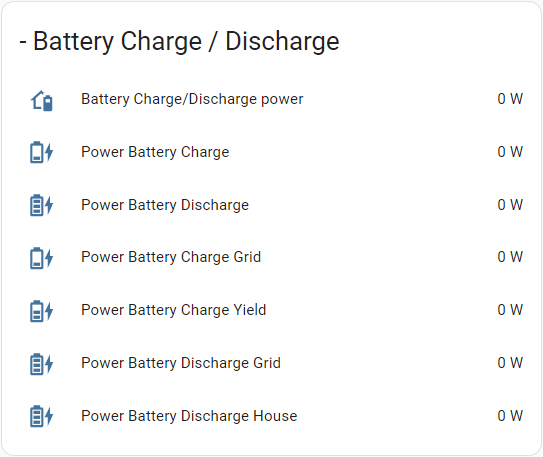 - Battery Charge / Discharge
Battery Charge/Discharge power 0 W
Power Battery Charge 0 W
Power Battery Discharge 0 W
Power Battery Charge Grid 0 W
Power Battery Charge Yield 0 W
Power Battery Discharge Grid 0 W
Power Battery Discharge House 0 W